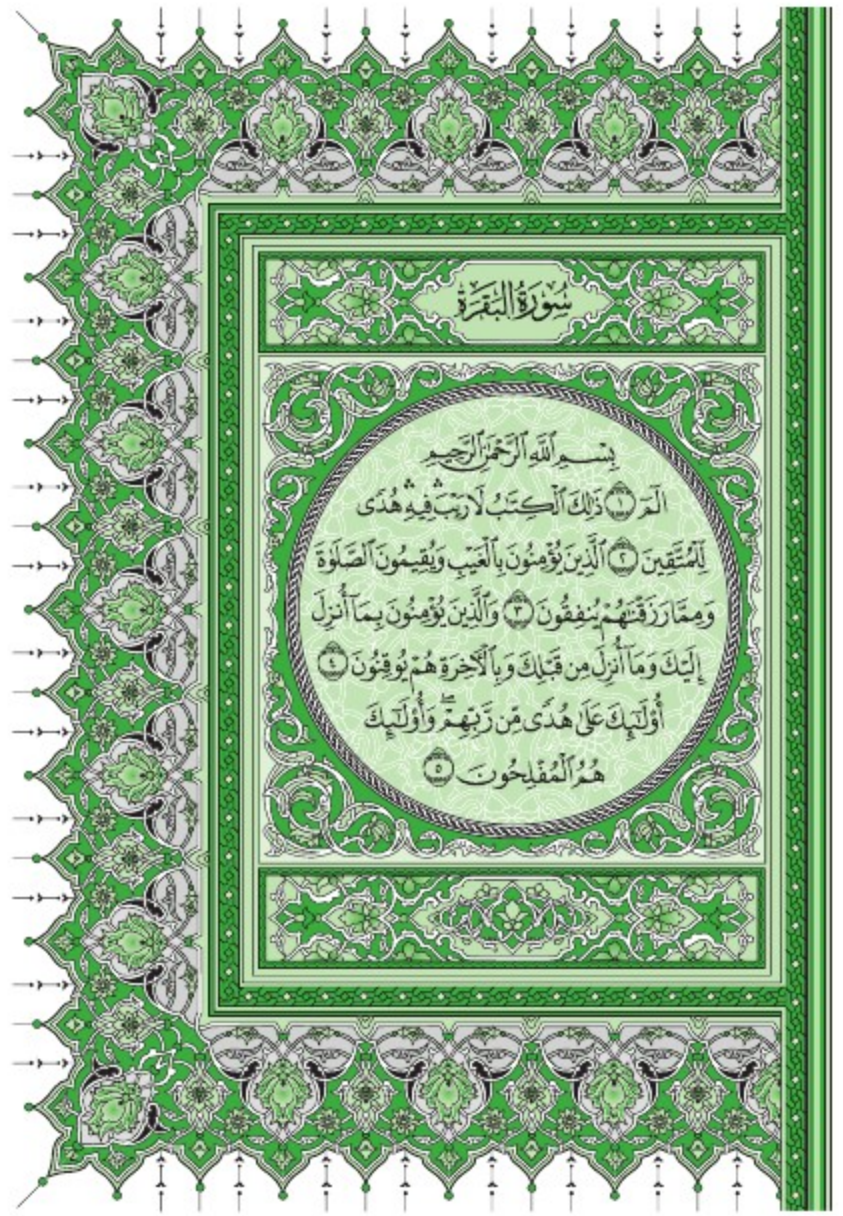 سُورَةُ البَقَرَةِ
بِسْمِ ٱللَّهِ ٱلرَّحْمَٰنِ ٱلرَّحِيمِ
الٓمٓ ١ ذَٰلِكَ ٱلْكِتَٰبُ لَا رَيْبَۛ فِيهِۛ هُدًى
لِّلْمُتَّقِينَ ٢ ٱلَّذِينَ يُؤْمِنُونَ بِٱلْغَيْبِ وَيُقِيمُونَ ٱلصَّلَوٰةَ
وَمِمَّا رَزَقْنَٰهُمْ يُنفِقُونَ ٣ وَٱلَّذِينَ يُؤْمِنُونَ بِمَآ أُنزِلَ
إِلَيْكَ وَمَآ أُنزِلَ مِن قَبْلِكَ وَبِٱلْأٓخِرَةِ هُمْ يُوقِنُونَ ٤
أُو۟لَٰٓئِكَ عَلَىٰ هُدًى مِّن رَّبِّهِمْۖ وَأُو۟لَٰٓئِكَ
هُمُ ٱلْمُفْلِحُونَ ٥